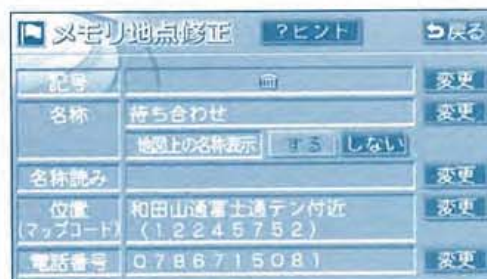 メモリ地点修正 ?ヒント 戻る
記号 変更
名称 待ち合わせ 変更
地図上の名称表示 する しない
名称読み 変更
位置 和田山通富士通テン付近 変更
(マップコード) (12245752)
電話番号 0786715081 変更